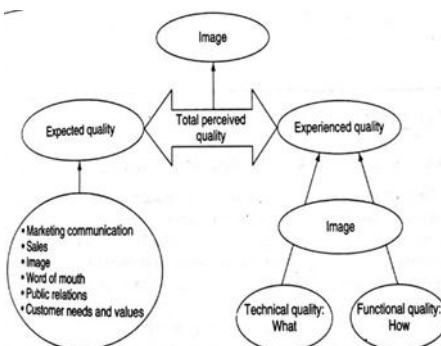 Image
Expected quality
Total perceived
quality
Experienced quality
• Marketing communication
• Sales
• Image
• Word of mouth
• Public relations
• Customer needs and values
Image
Technical quality:
What
Functional quality:
How